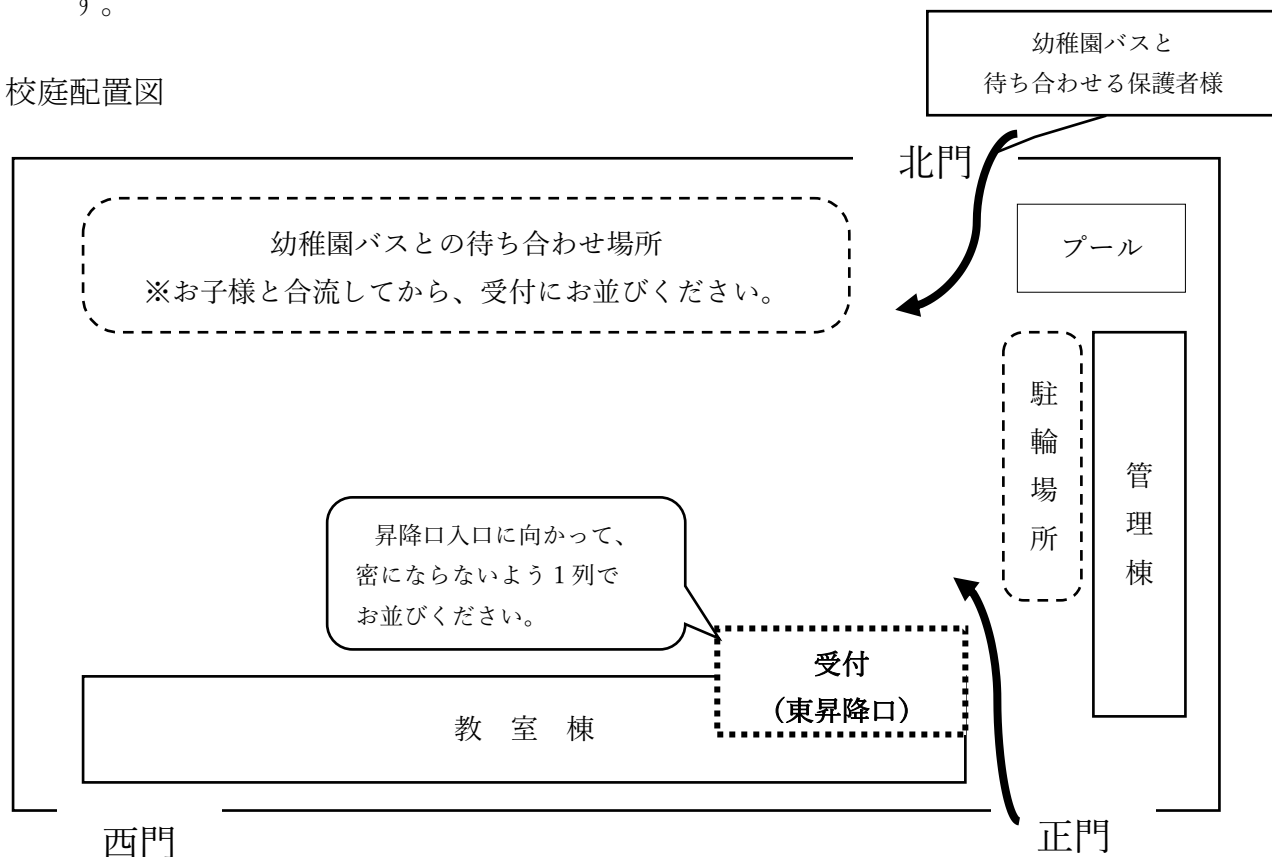 す。
幼稚園バスと
待ち合わせる保護者様
校庭配置図
北門
幼稚園バスとの待ち合わせ場所
※お子様と合流してから、受付にお並びください。
プール
駐輪場所
管理棟
昇降口入口に向かって、
密にならないよう１列で
お並びください。
受付
（東昇降口）
教　室　棟
西門
正門